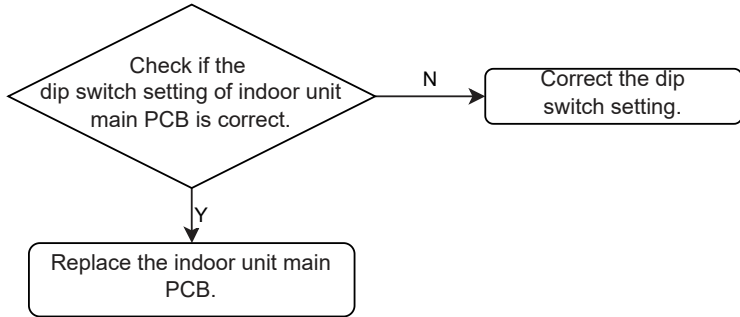 Check if the
dip switch setting of indoor unit
main PCB is correct.
N
Correct the dip
switch setting.
Y
Replace the indoor unit main
PCB.